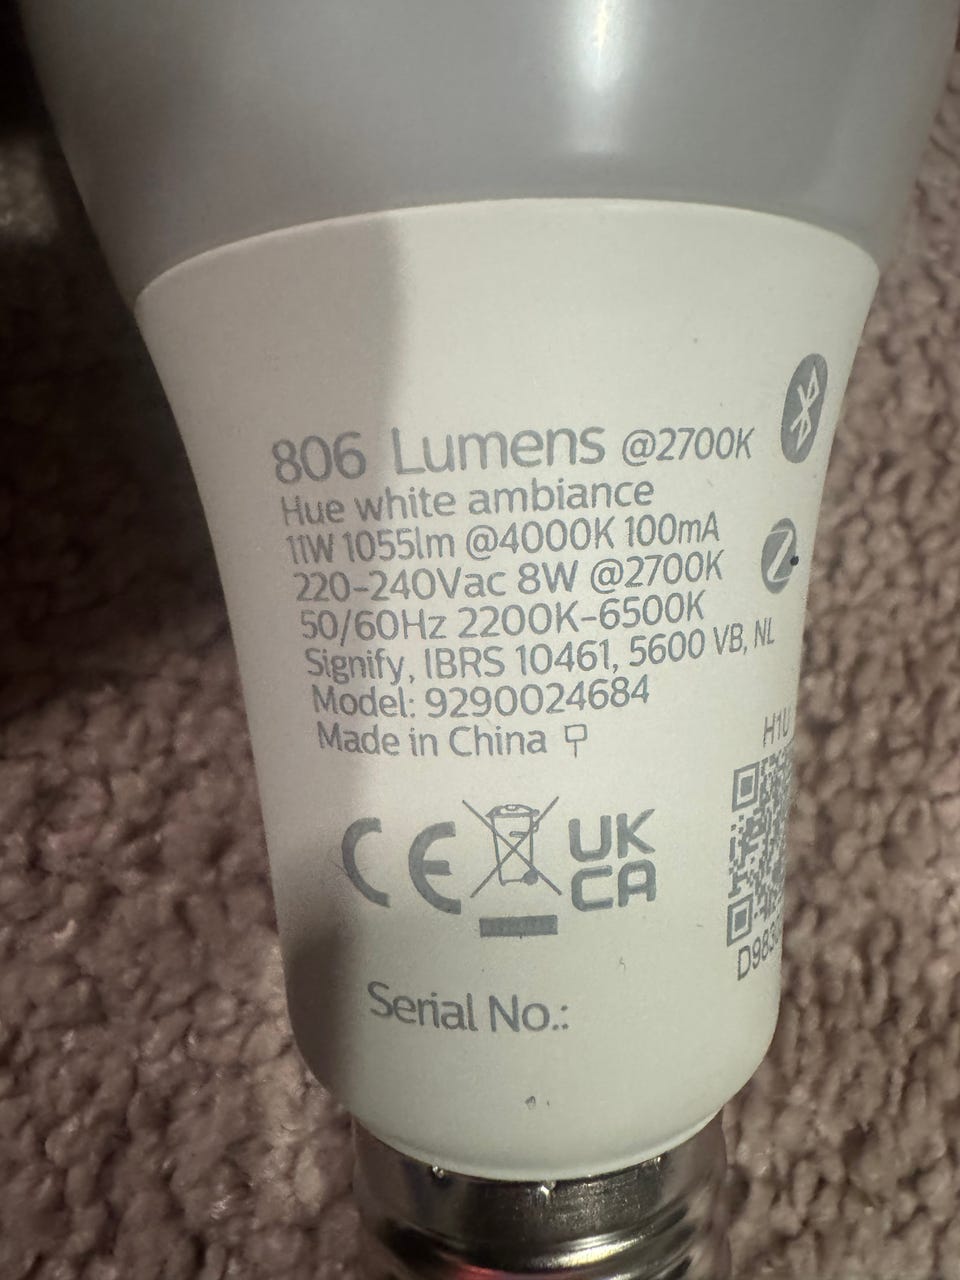 806 Lumens @2700K
Hue white ambiance
11W 1055lm @4000K 100mA
220-240Vac 8W @2700K
50/60Hz 2200K-6500K
Signify, IBRS 10461, 5600 VB, NL
Model: 9290024684
Made in China
CE
UK
CA
H1U
D983
Serial No.: